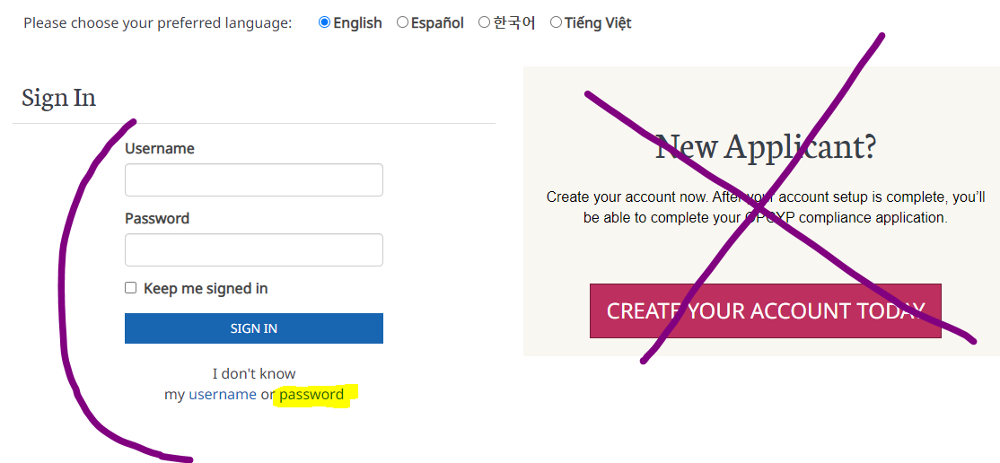 Please choose your preferred language: English Español 한국어 Tiếng Việt
Sign In
Username
Password
Keep me signed in
SIGN IN
I don't know
my username or password
New Applicant?
Create your account now. After your account setup is complete, you'll
be able to complete your OPCYP compliance application.
CREATE YOUR ACCOUNT TODAY